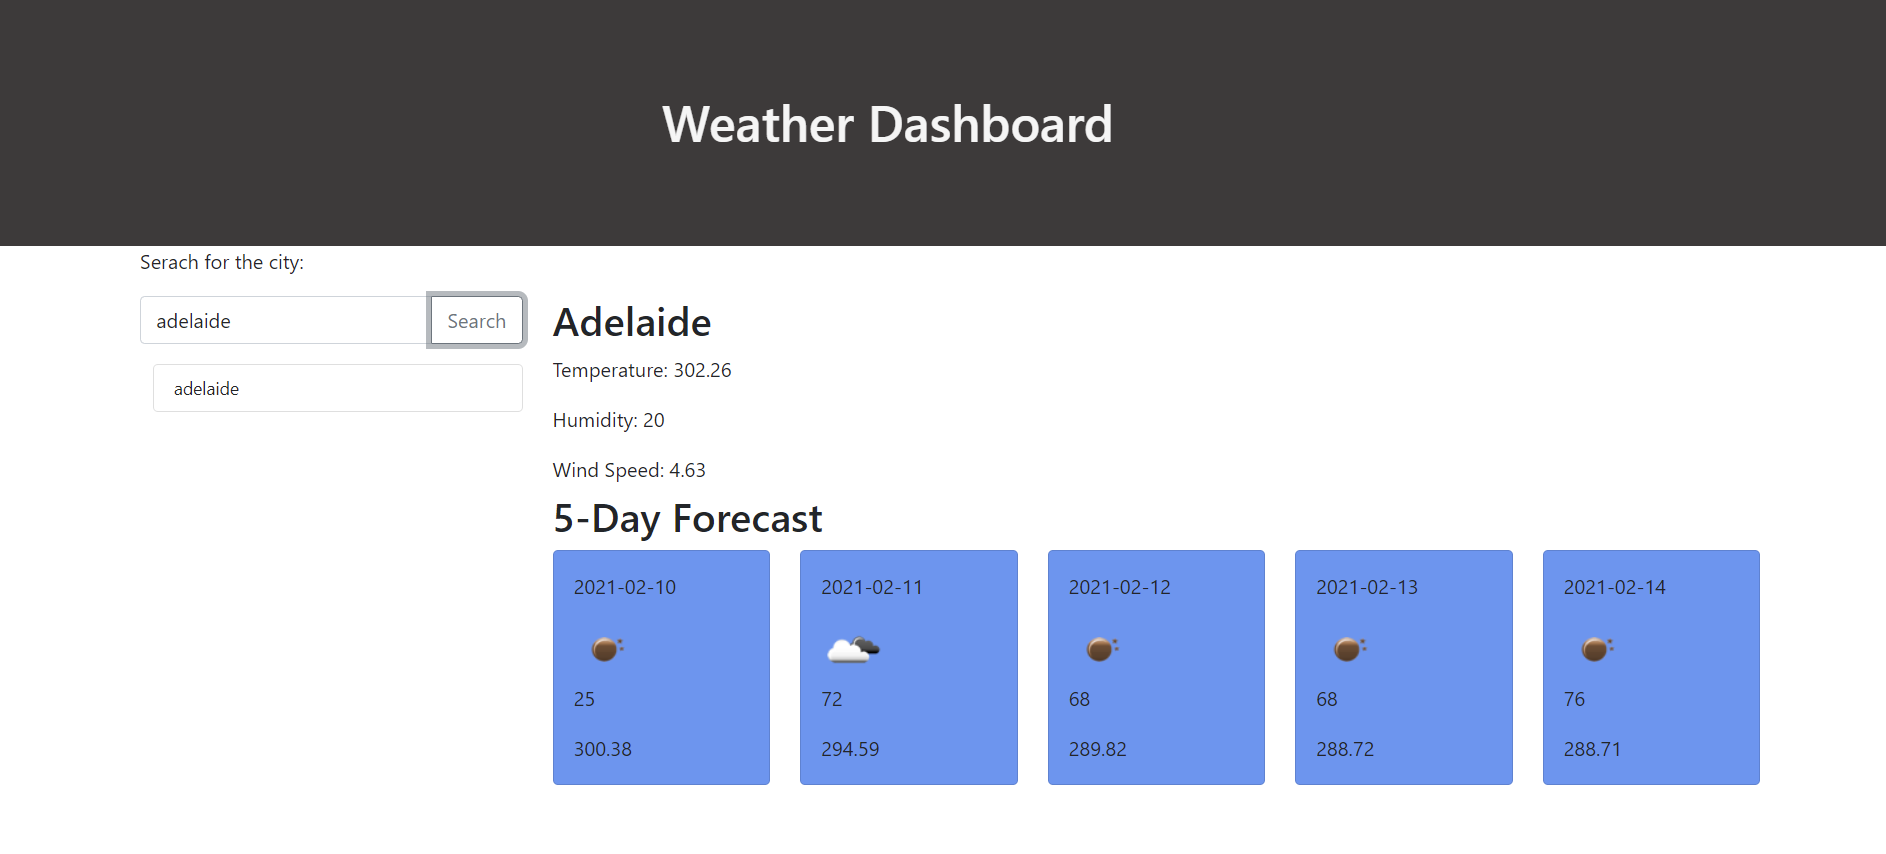 Weather Dashboard
Serach for the city:
adelaide
Search
adelaide
Adelaide
Temperature: 302.26
Humidity: 20
Wind Speed: 4.63
5-Day Forecast
2021-02-10
25
300.38
2021-02-11
72
294.59
2021-02-12
68
289.82
2021-02-13
68
288.72
2021-02-14
76
288.71